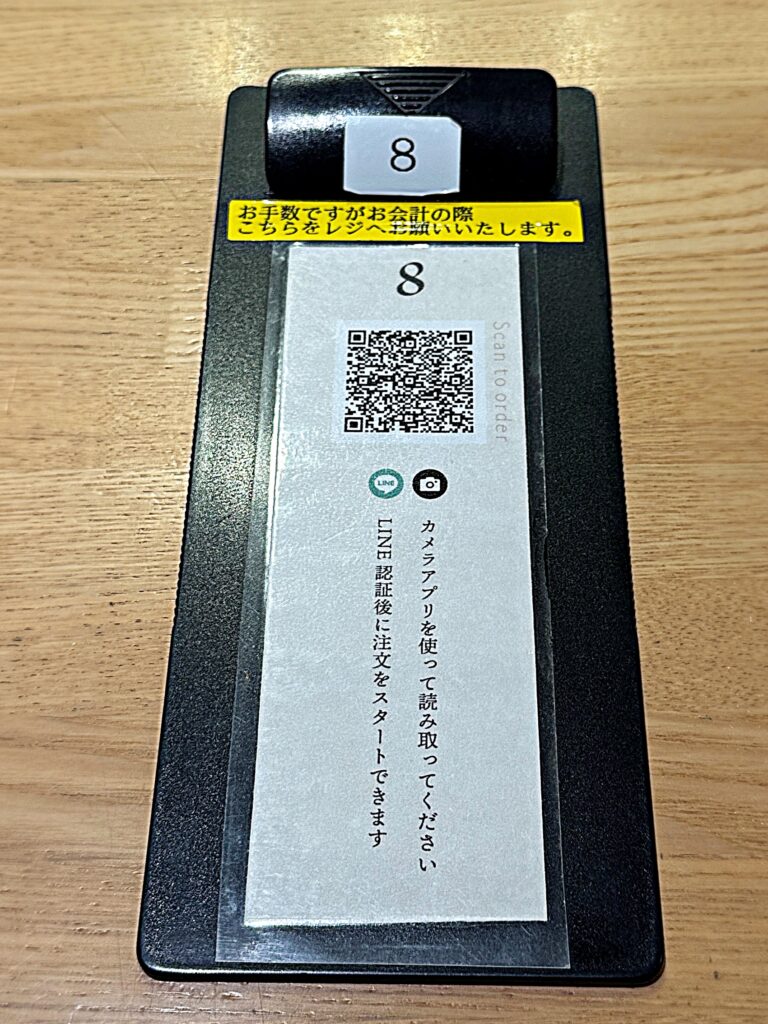 8
お手数ですがお会計の際
こちらをレジへお願いいたします。
8
Scan to order
LINE
カメラアプリを使って読み取ってください
LINE 認証後に注文をスタートできます